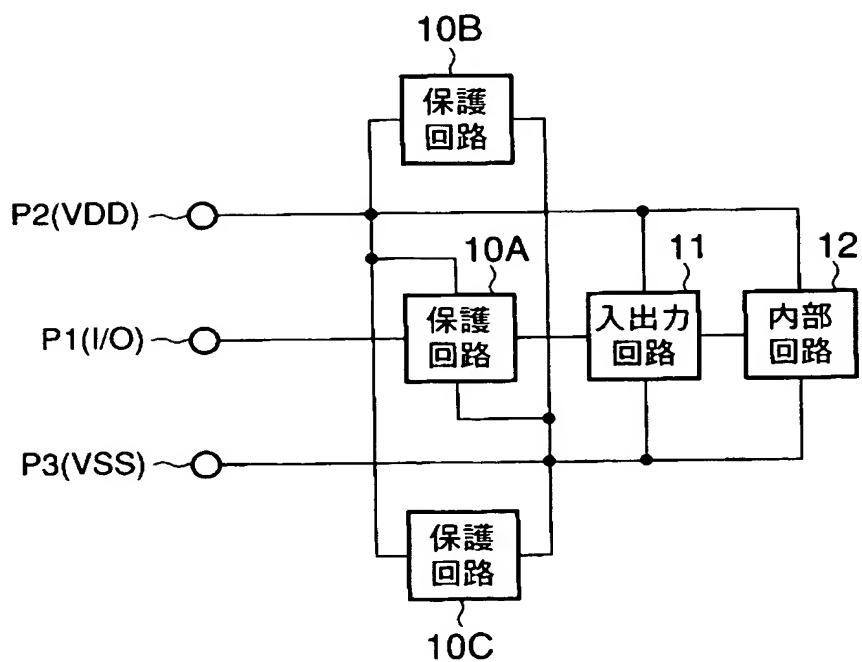 10B
保護
回路
P2(VDD)
10A
11
12
P1(I/O)
保護
回路
入出力
回路
内部
回路
P3(VSS)
保護
回路
10C